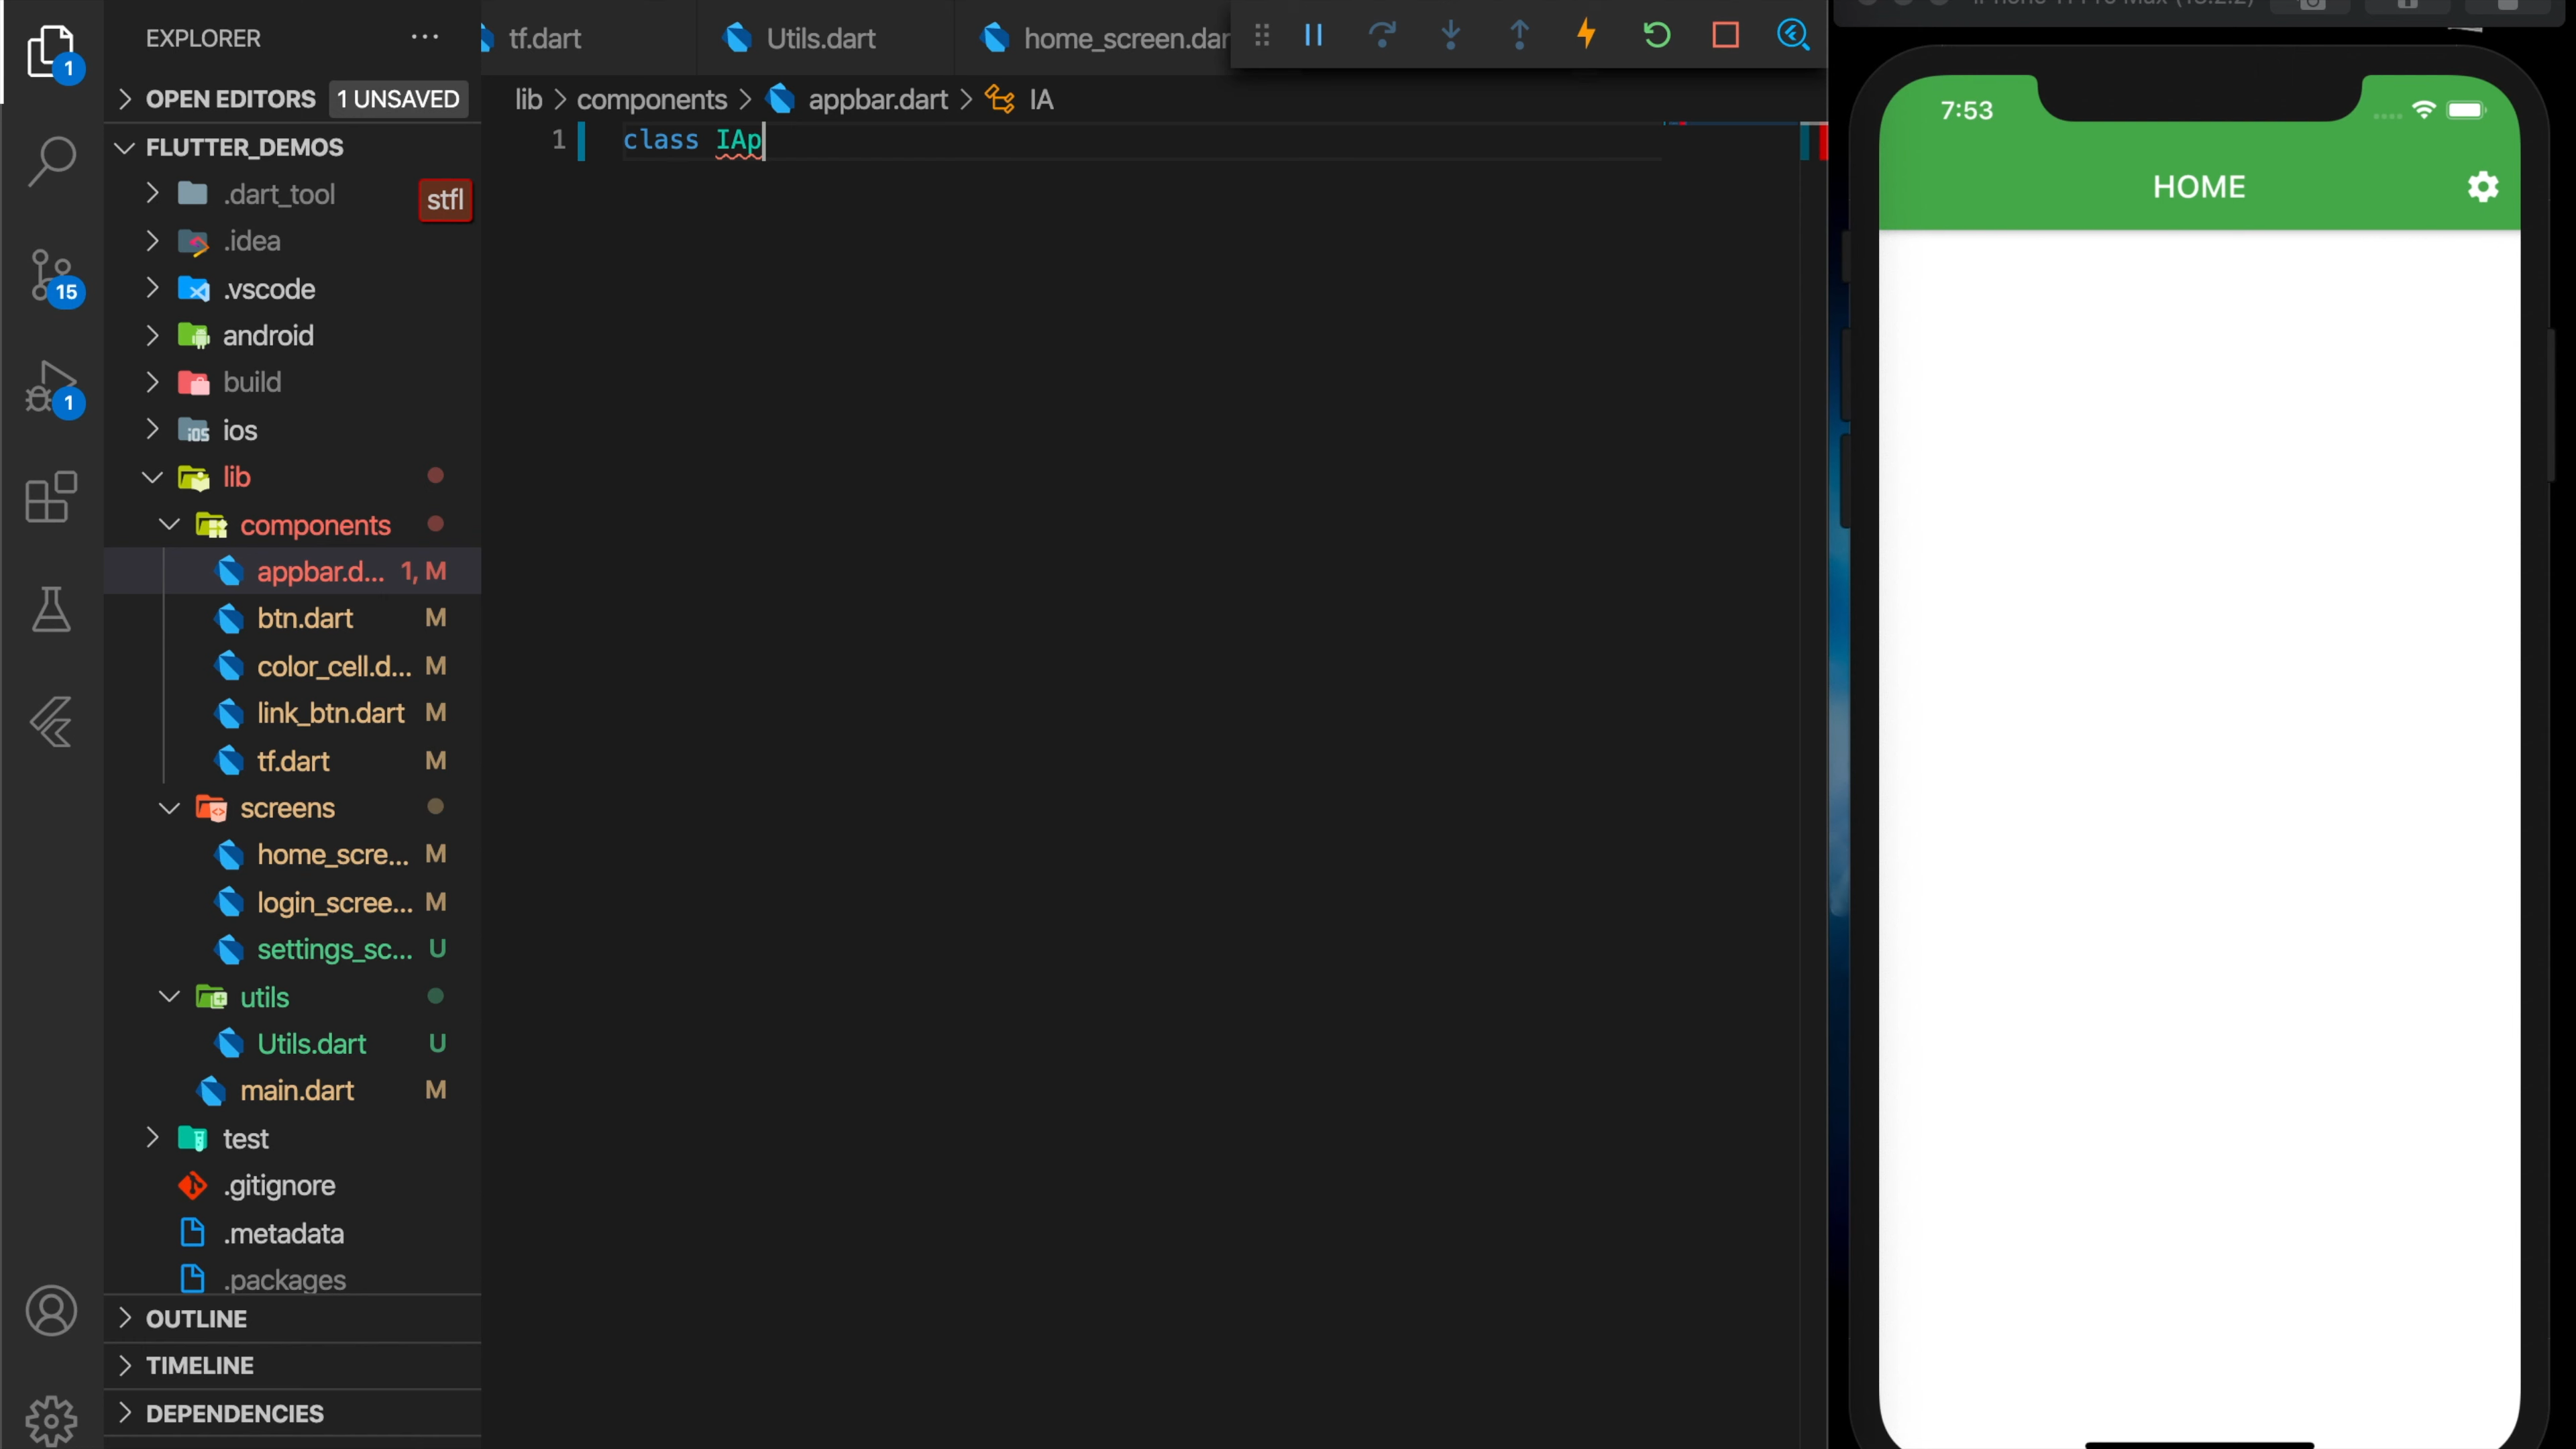 EXPLORER
OPEN EDITORS 1 UNSAVED
FLUTTER_DEMOS
.dart_tool
stfl
.idea
.vscode
android
build
ios
lib
components
appbar.d... 1, M
btn.dart M
color_cell.d... M
link_btn.dart M
tf.dart M
screens
home_scre... M
login_scree... M
settings_sc... U
utils
Utils.dart U
main.dart M
test
.gitignore
.metadata
.packages
OUTLINE
TIMELINE
DEPENDENCIES
1
15
1
tf.dart
Utils.dart
home_screen.dar
lib > components > appbar.dart > IA
1 class IAp
7:53
HOME